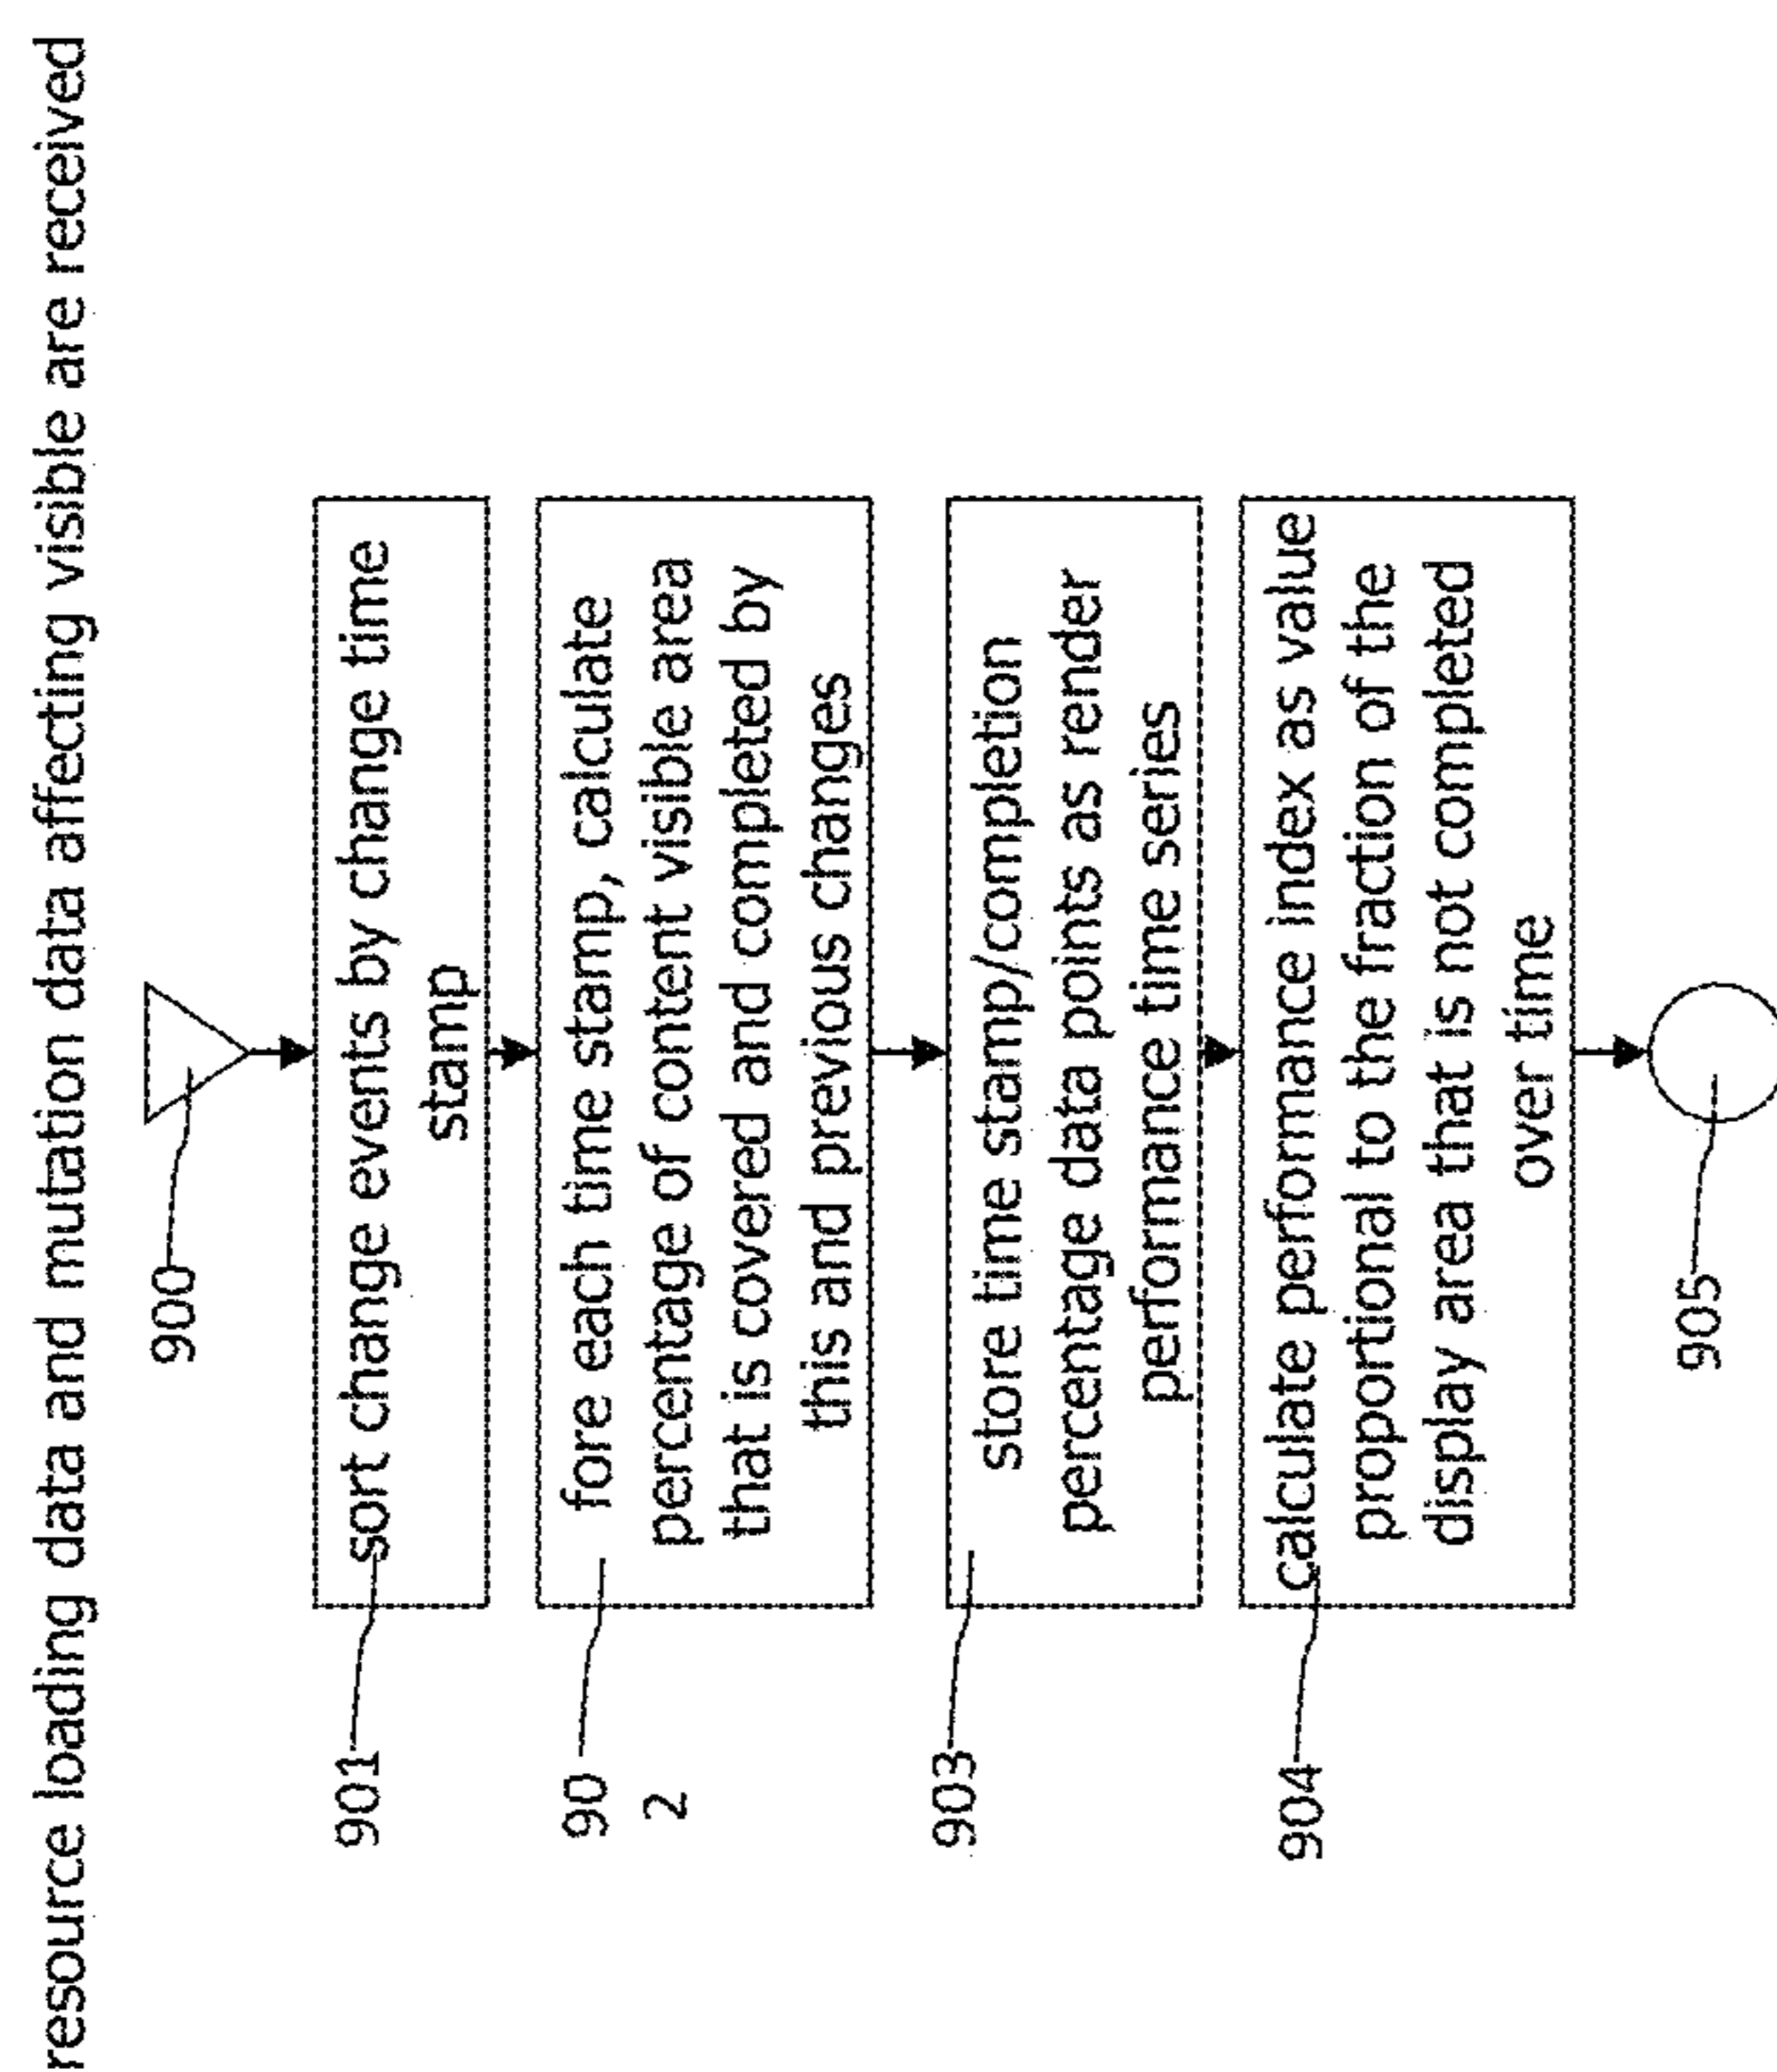 resource loading data and mutation data affecting visible are received
900
901
sort change events by change time
stamp
90
2
fore each time stamp, calculate
percentage of content visible area
that is covered and completed by
this and previous changes
903
store time stamp/completion
percentage data points as render
performance time series
904
calculate performance index as value
proportional to the fraction of the
display area that is not completed
over time
905